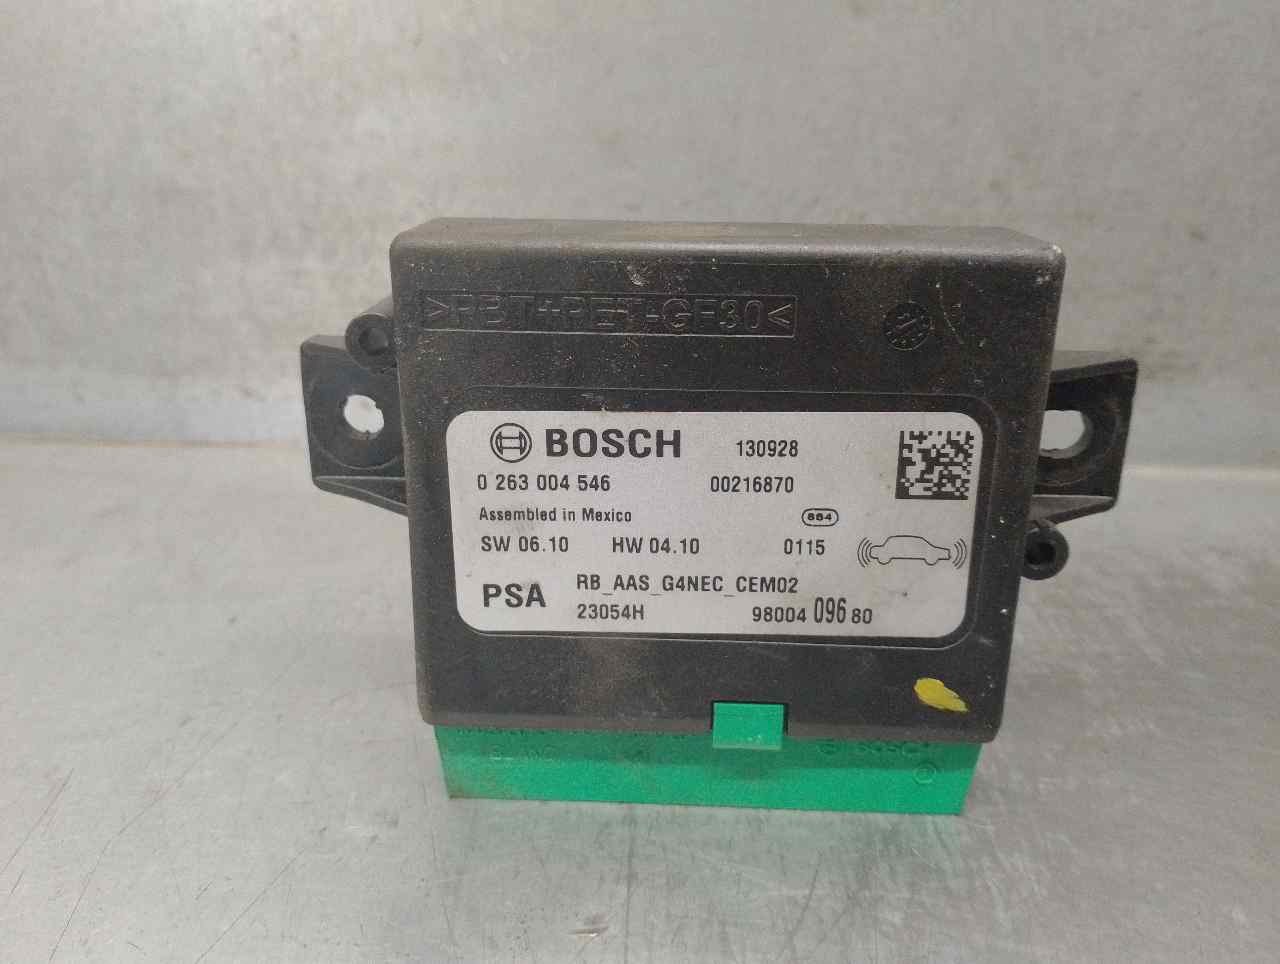 >PBT+PET-GF30<
BOSCH 130928
0 263 004 546 00216870
Assembled in Mexico 664
SW 06.10 HW 04.10 0115
RB_AAS_G4NEC_CEM02
PSA
23054H 98004 096 80
BOSCH